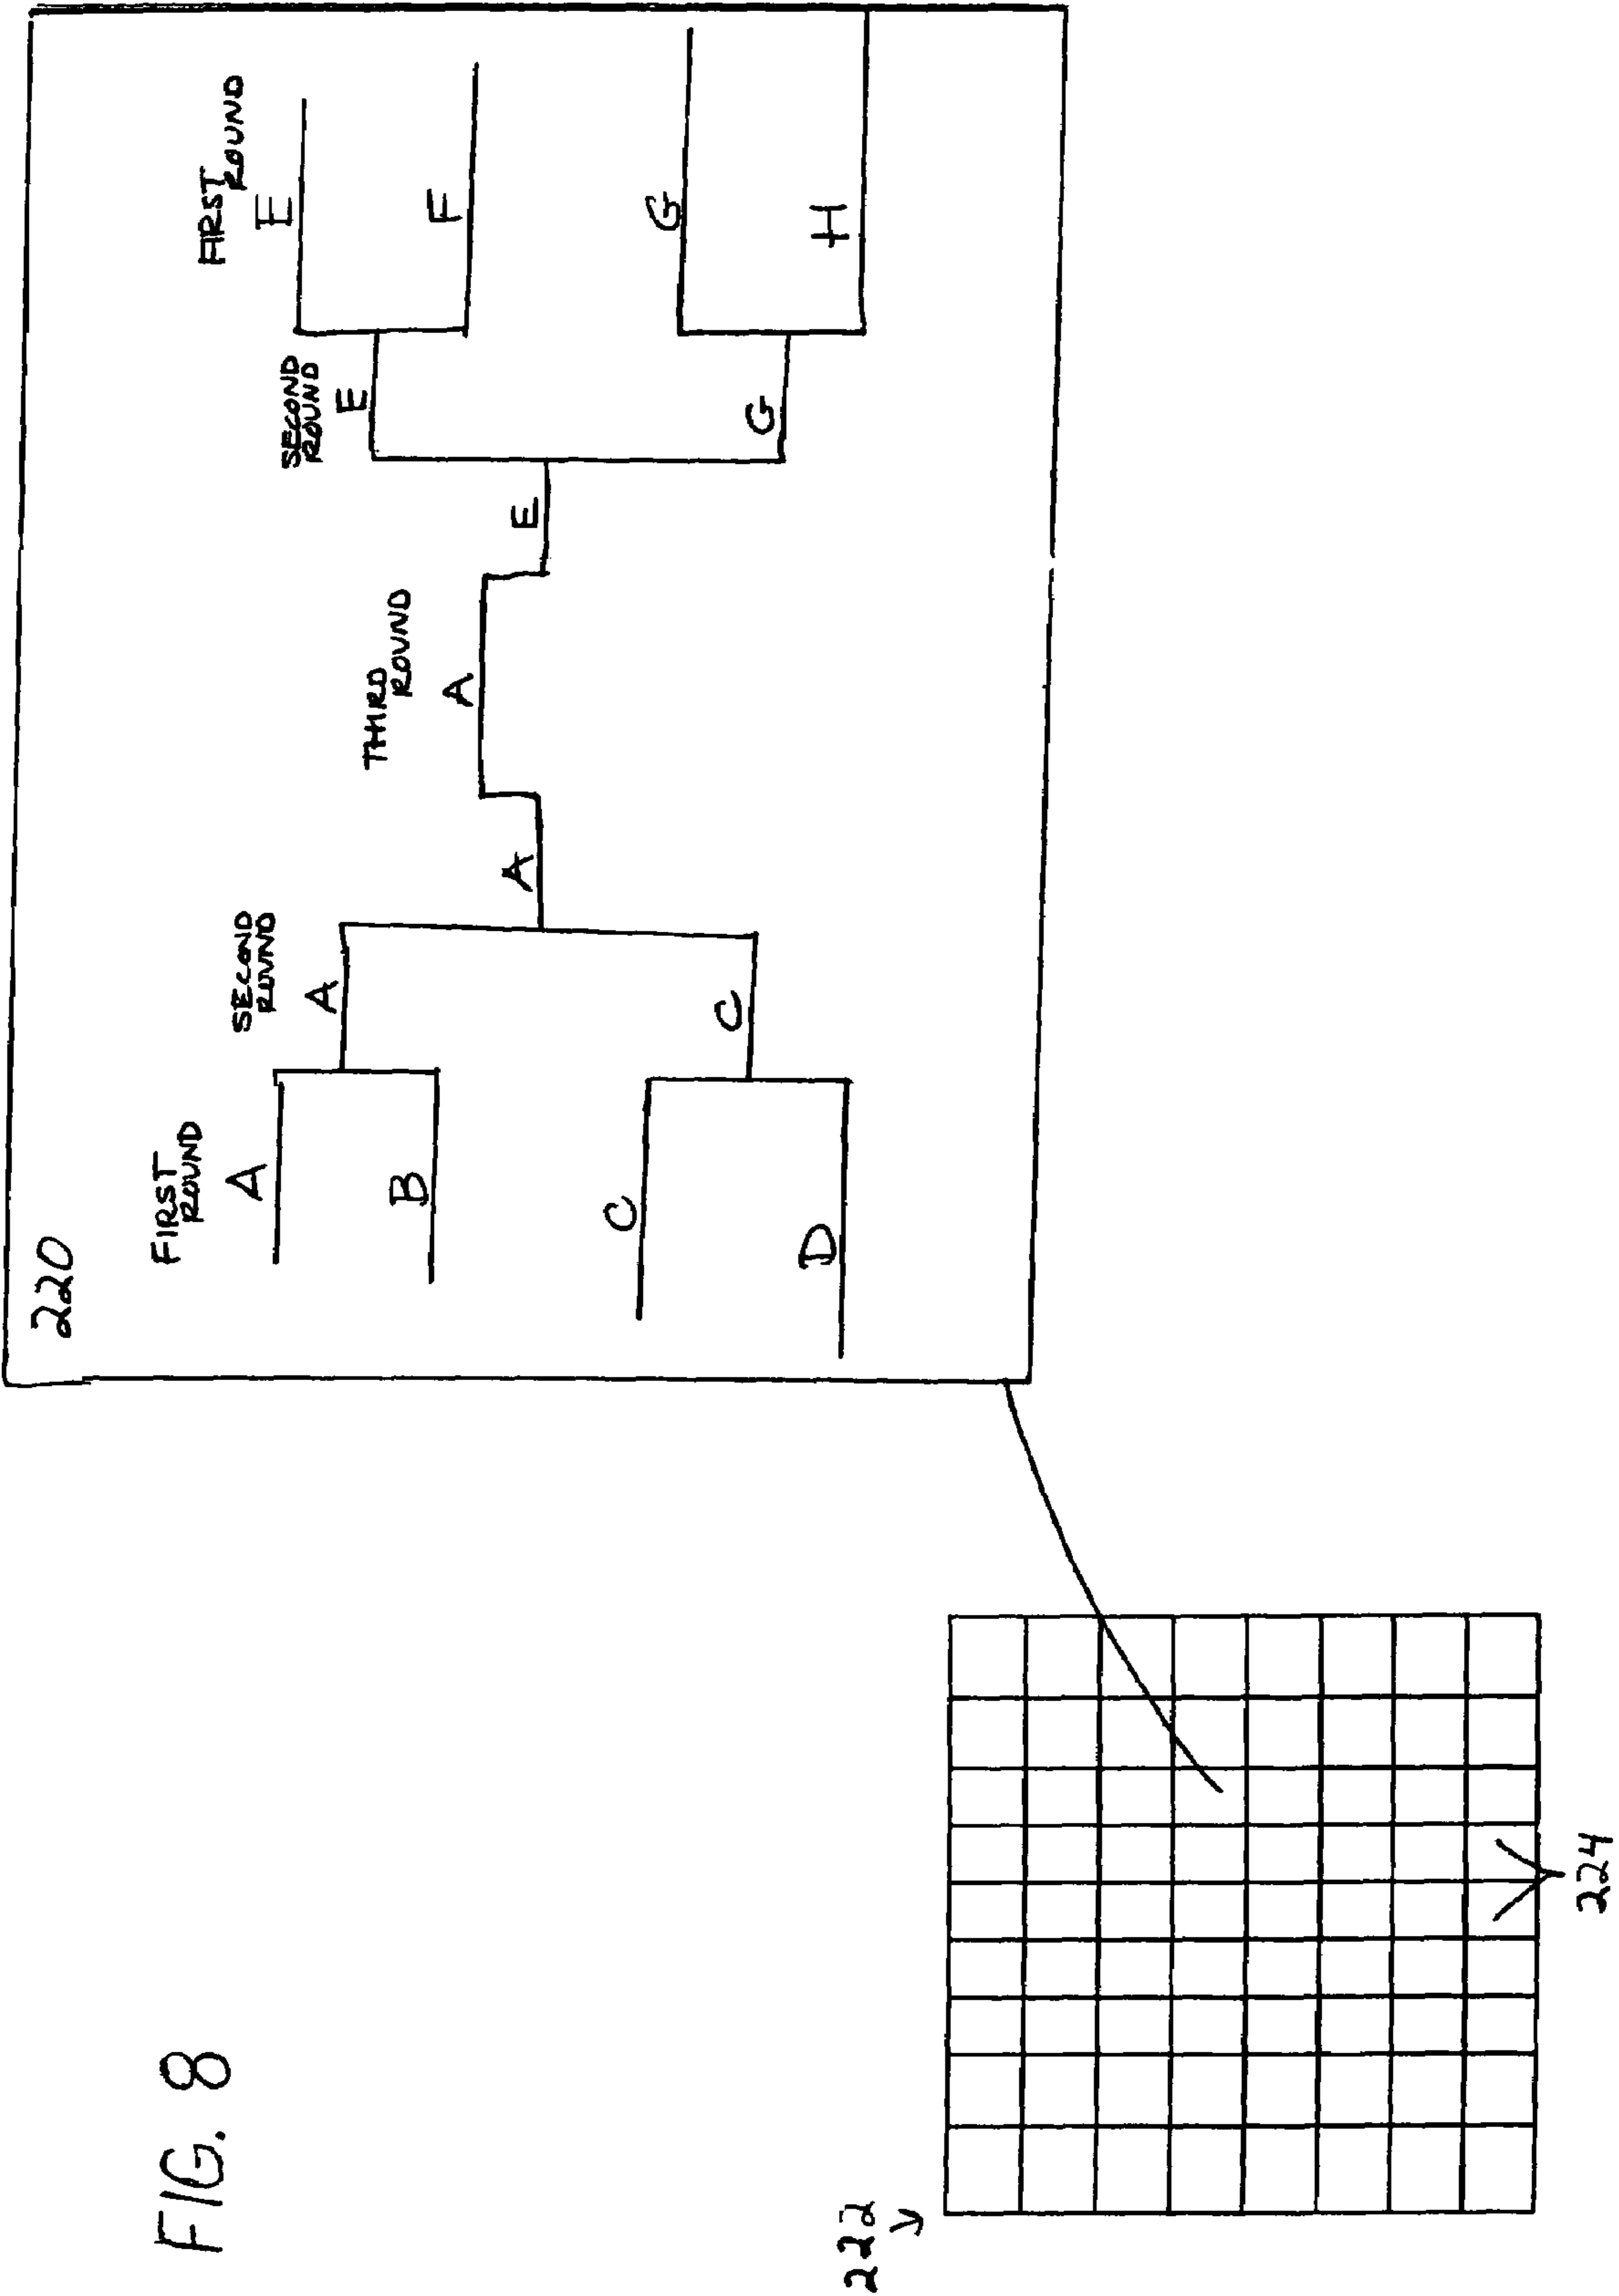 220
FIRST
ROUND
A
B
C
D
SECOND
ROUND
A
C
A
THIRD
ROUND
A
E
SECOND
ROUND
E
G
FIRST
ROUND
E
F
G
H
FIG. 8
222
224